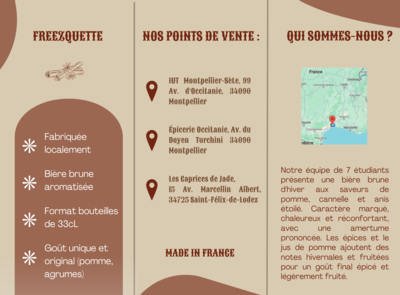 FREEZQUETTE
Fabriquée
localement
Bière brune
aromatisée
Format bouteilles
de 33cL
Goût unique et
original (pomme,
agrumes)
NOS POINTS DE VENTE :
IUT Montpellier-Sète, 99
Av. d'Occitanie, 34090
Montpellier
Épicerie Occitanie, Av. du
Doyen Turchini 34090
Montpellier
Les Caprices de Jade,
15 Av. Marcellin Albert,
34725 Saint-Félix-de-Lodez
MADE IN FRANCE
QUI SOMMES-NOUS ?
France
Notre équipe de 7 étudiants
présente une bière brune
d'hiver aux saveurs de
pomme, cannelle et anis
étoilé. Caractère marqué,
chaleureux et réconfortant,
avec une amertume
prononcée. Les épices et le
jus de pomme ajoutent des
notes hivernales et fruitées
pour un goût final épicé et
légèrement fruité.